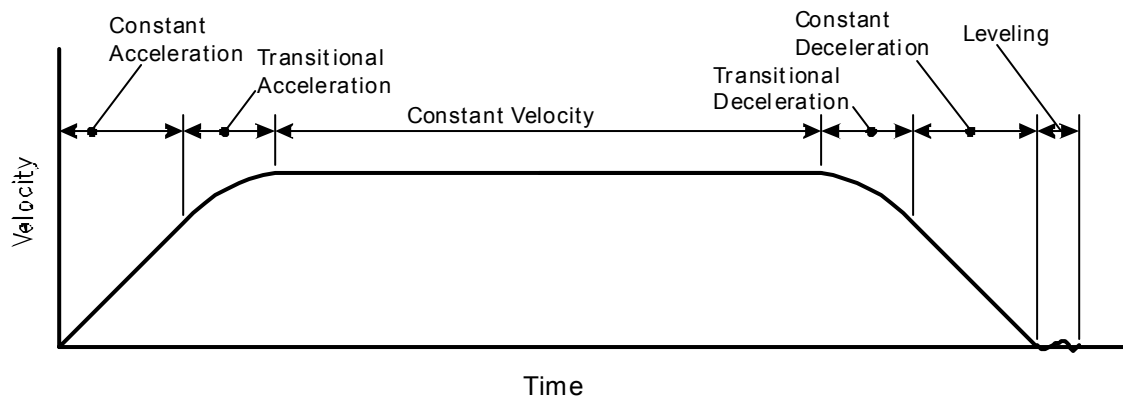 Constant
Acceleration
Transitional
Acceleration
Constant Velocity
Constant
Deceleration
Transitional
Deceleration
Leveling
Velocity
Time